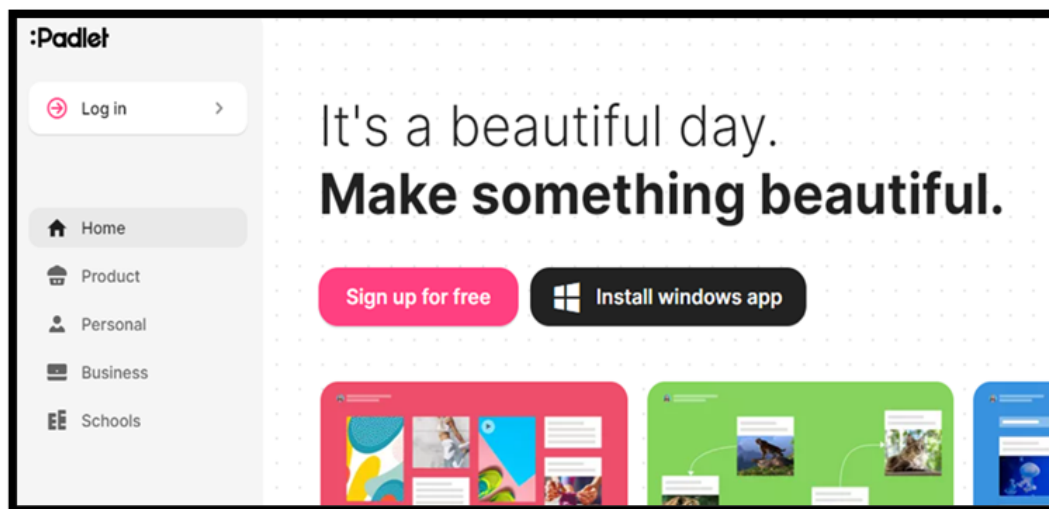 :Padlet
Log in
Home
Product
Personal
Business
Schools
It's a beautiful day.
Make something beautiful.
Sign up for free
Install windows app